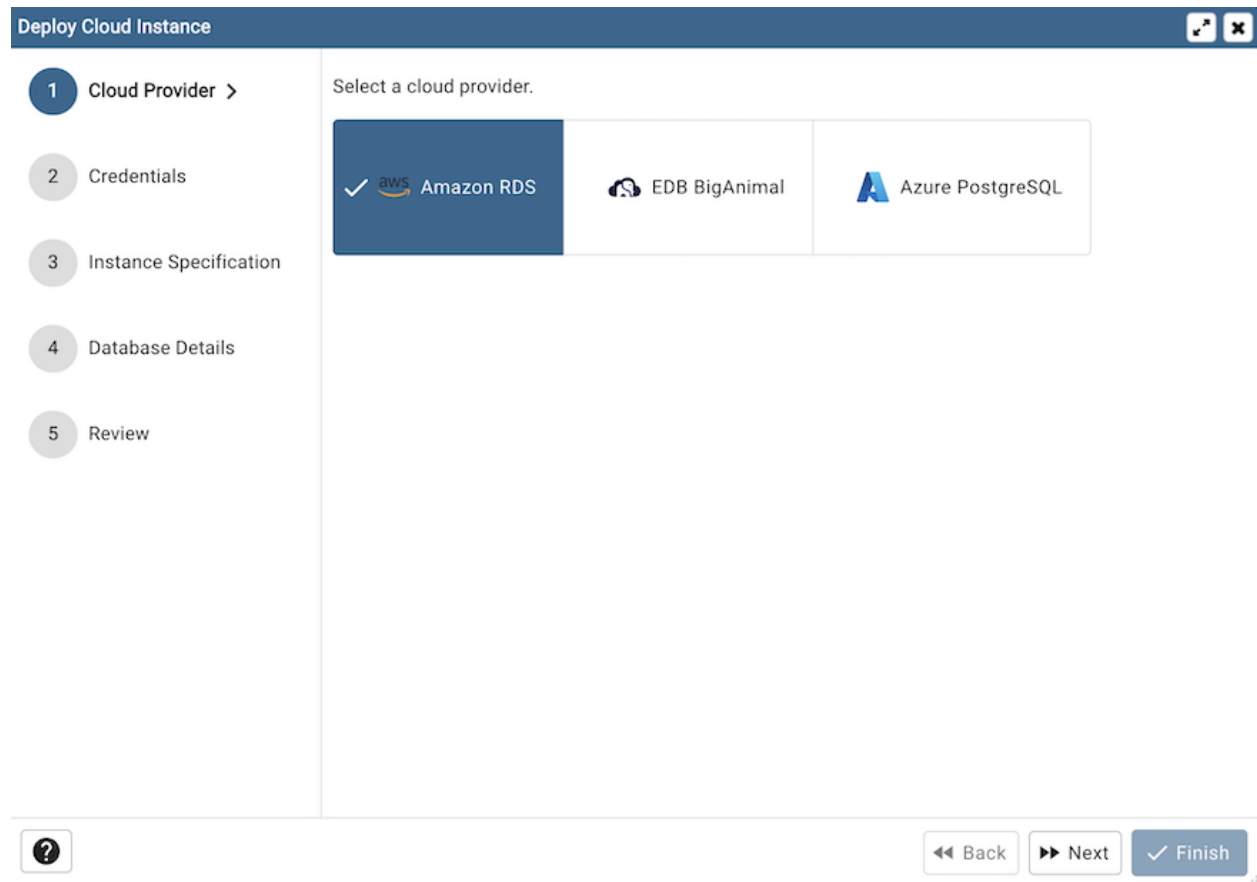 Deploy Cloud Instance
1 Cloud Provider
Select a cloud provider.
2 Credentials
aws Amazon RDS
EDB BigAnimal
Azure PostgreSQL
3 Instance Specification
4 Database Details
5 Review
? Back Next Finish